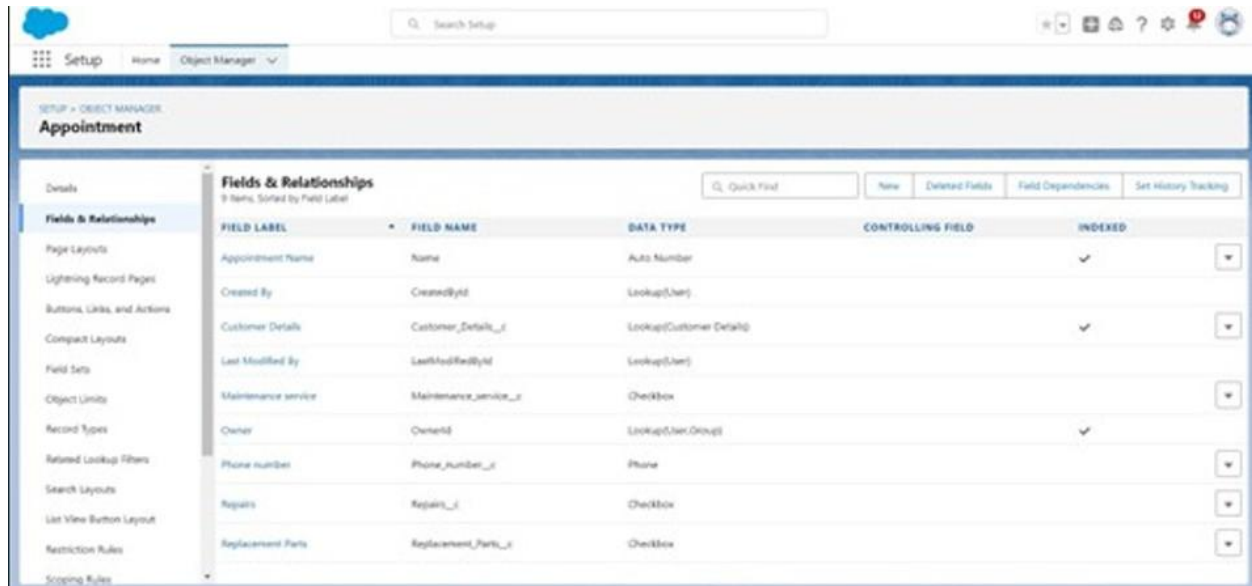 Search Setup
12
Setup Home Object Manager
SETUP > OBJECT MANAGER
Appointment
Details
Fields & Relationships
Page Layouts
Lightning Record Pages
Buttons, Links, and Actions
Compact Layouts
Field Sets
Object Limits
Record Types
Related Lookup Filters
Search Layouts
List View Button Layout
Restriction Rules
Scoping Rules
Fields & Relationships
9 Items, Sorted by Field Label
Quick Find New Deleted Fields Field Dependencies Set History Tracking
FIELD LABEL FIELD NAME DATA TYPE CONTROLLING FIELD INDEXED
Appointment Name Name Auto Number
Created By CreatedById Lookup(User)
Customer Details Customer_Details__c Lookup(Customer Details)
Last Modified By LastModifiedById Lookup(User)
Maintenance service Maintenance_service__c Checkbox
Owner OwnerId Lookup(User,Group)
Phone number Phone_number__c Phone
Repairs Repairs__c Checkbox
Replacement Parts Replacement_Parts__c Checkbox